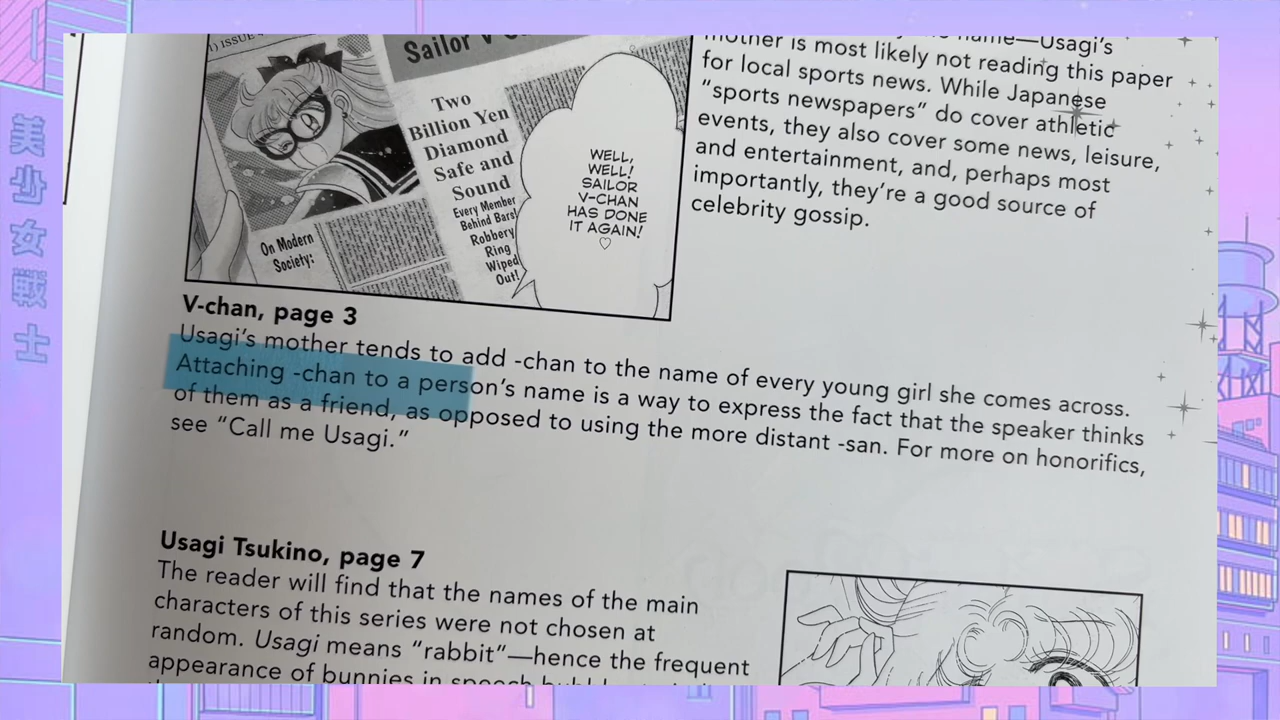 美少女戦士
ISSUE
Sailor V
Two
Billion Yen
Diamond
Safe and
Sound
Every Member
Behind Bars!
Robbery
Ring
Wiped
Out!
On Modern
Society:
WELL,
WELL!
SAILOR
V-CHAN
HAS DONE
IT AGAIN!
♡
name—Usagi's
mother is most likely not reading this paper
for local sports news. While Japanese
"sports newspapers" do cover athletic
events, they also cover some news, leisure,
and entertainment, and, perhaps most
importantly, they're a good source of
celebrity gossip.
V-chan, page 3
Usagi's mother tends to add -chan to the name of every young girl she comes across.
Attaching -chan to a person's name is a way to express the fact that the speaker thinks
of them as a friend, as opposed to using the more distant -san. For more on honorifics,
see "Call me Usagi."
Usagi Tsukino, page 7
The reader will find that the names of the main
characters of this series were not chosen at
random. Usagi means "rabbit"—hence the frequent
appearance of bunnies in speech